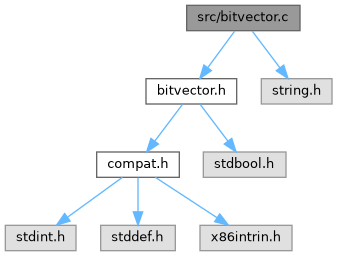 src/bitvector.c
bitvector.h
string.h
compat.h
stdbool.h
stdint.h
stddef.h
x86intrin.h